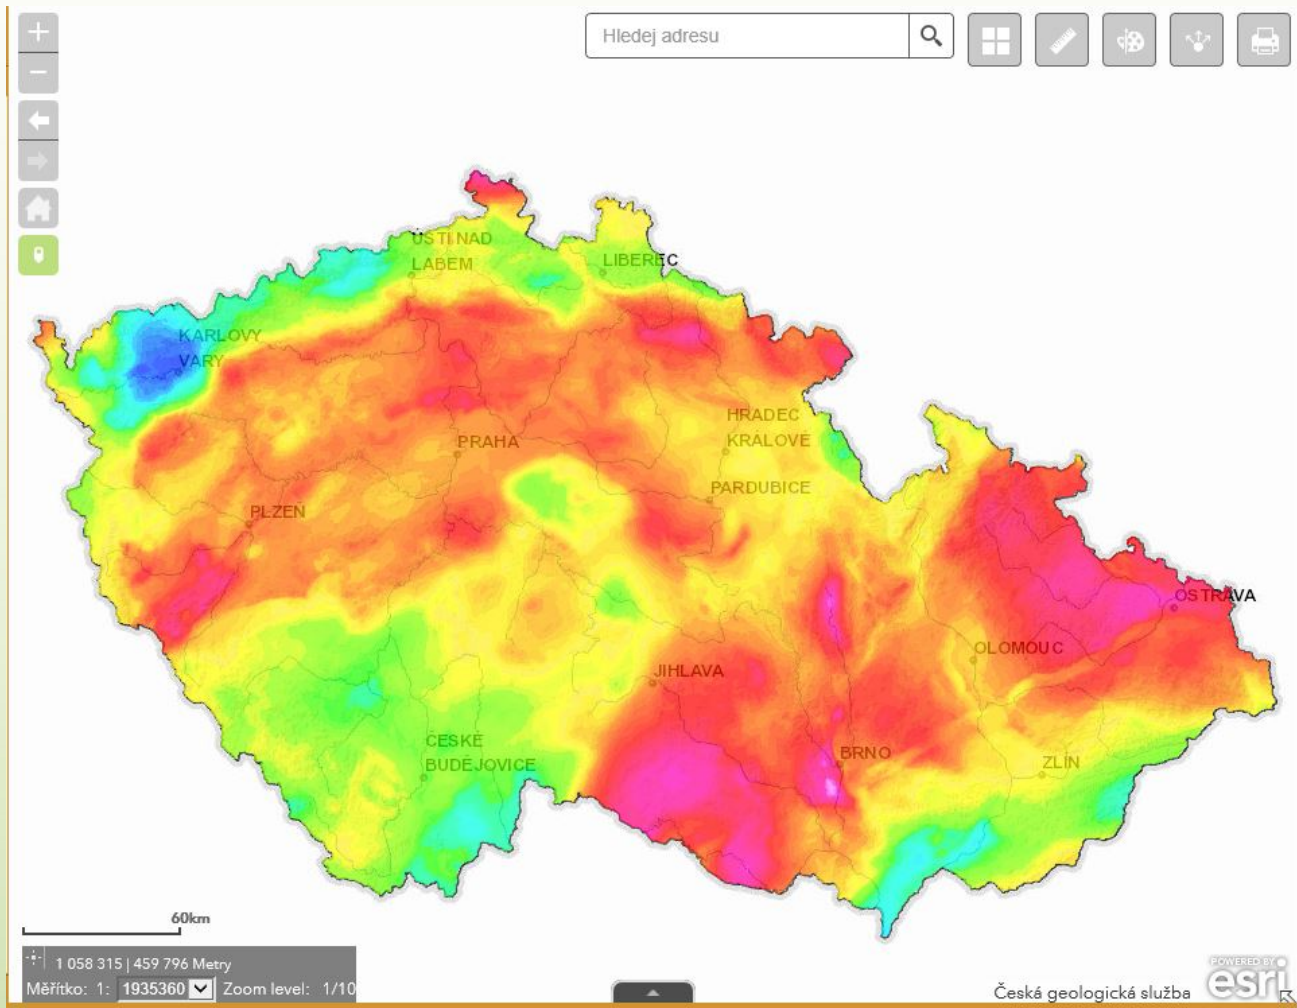 Hledej adresu
ÚSTÍ NAD
LABEM
LIBEREC
KARLOVY
VARY
HRADEC
KRÁLOVÉ
PRAHA
PARDUBICE
PLZEŇ
OSTRAVA
OLOMOUC
JIHLAVA
ČESKÉ
BUDĚJOVICE
BRNO
ZLÍN
60km
1 058 315 | 459 796 Metry
Měřítko: 1: 1935360 Zoom level: 1/10
Česká geologická služba
POWERED BY
esri